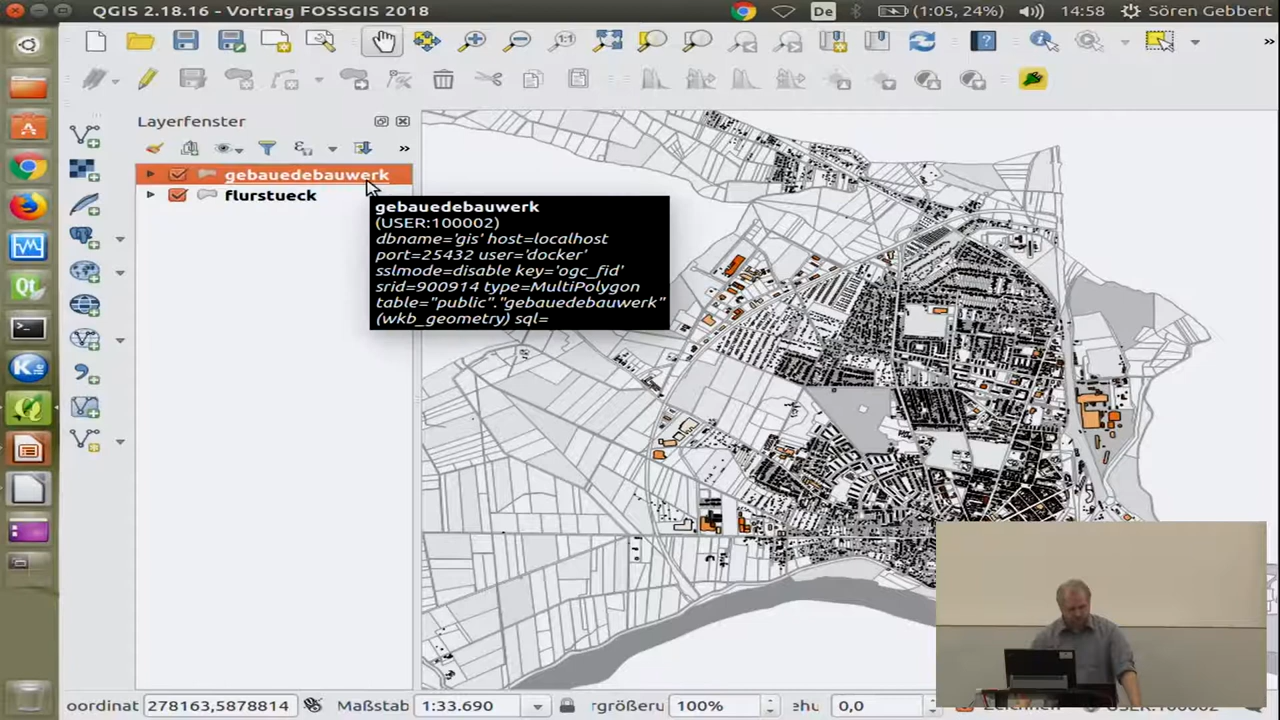 QGIS 2.18.16 - Vortrag FOSSGIS 2018
De
(1:05, 24%)
14:58
Sören Gebbert
Layerfenster
gebauedebauwerk
flurstueck
gebauedebauwerk
(USER:100002)
dbname='gis' host=localhost
port=25432 user='docker'
sslmode=disable key='ogc_fid'
srid=900914 type=MultiPolygon
table="public"."gebauedebauwerk"
(wkb_geometry) sql=
oordinat
278163,5978814
Maßstab
1:33.690
rgrößeru
100%
ehu
0,0